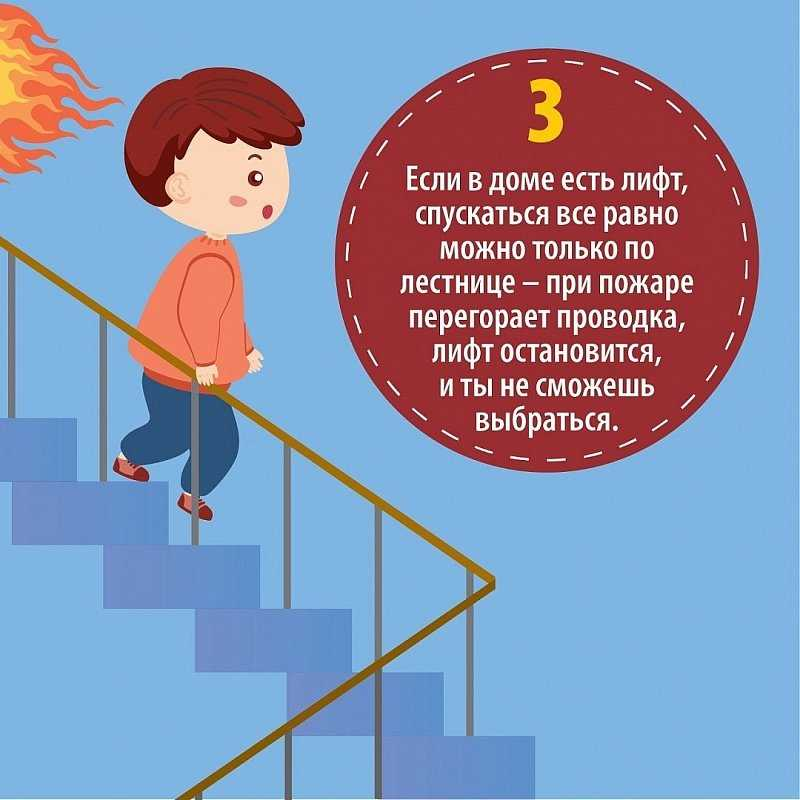 3
Если в доме есть лифт,
спускаться все равно
можно только по
лестнице – при пожаре
перегорает проводка,
лифт остановится,
и ты не сможешь
выбраться.